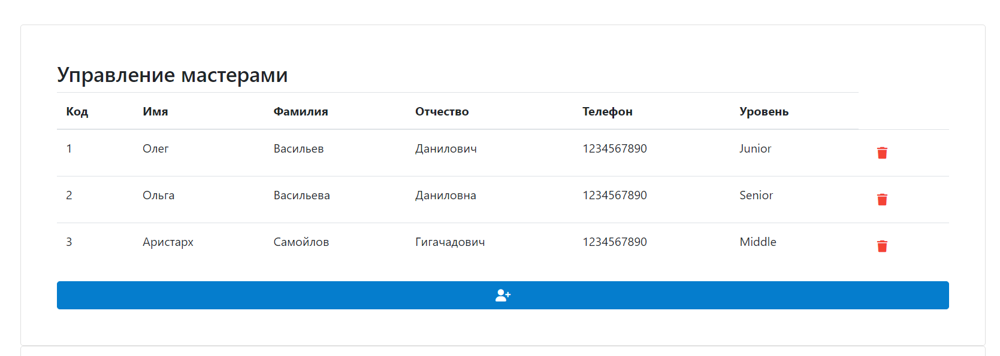 Управление мастерами
Код Имя Фамилия Отчество Телефон Уровень
1 Олег Васильев Данилович 1234567890 Junior
2 Ольга Васильева Даниловна 1234567890 Senior
3 Аристарх Самойлов Гигачадович 1234567890 Middle